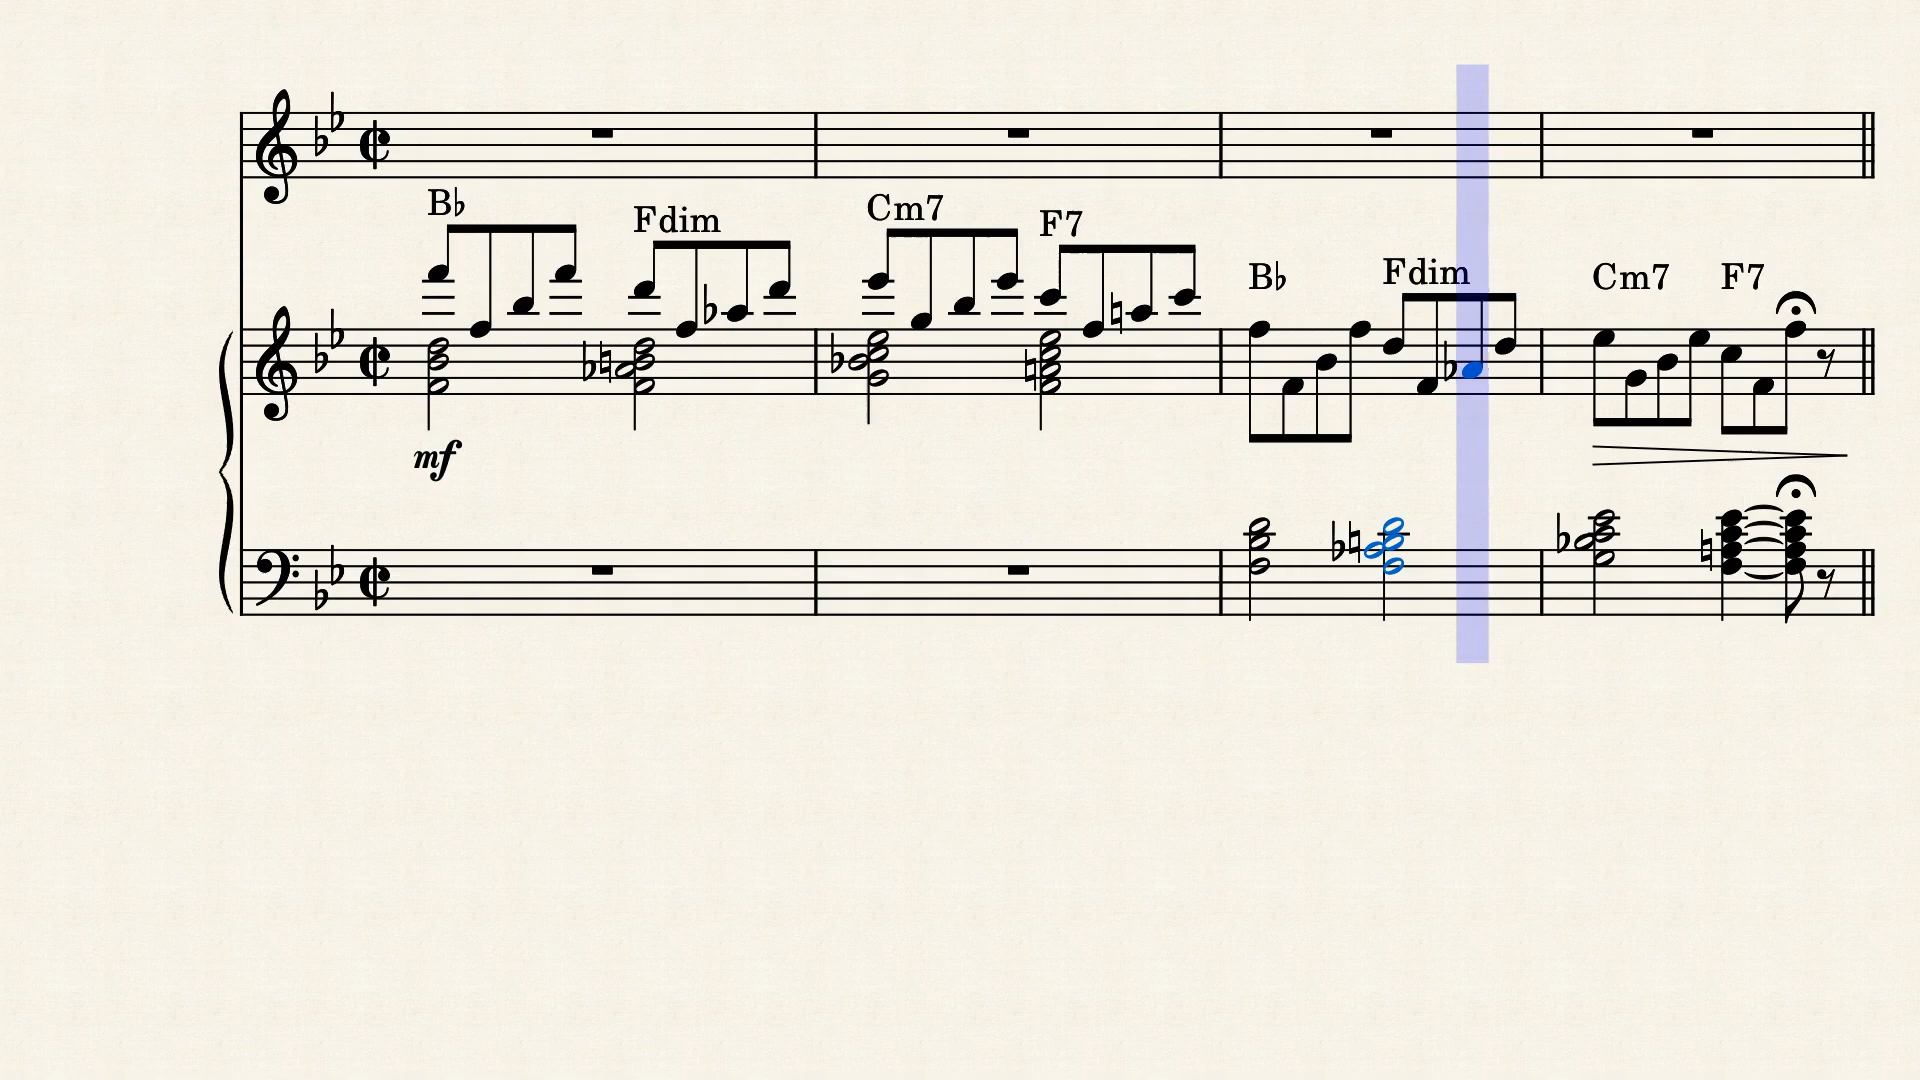 B♭ Fdim Cm7 F7 B♭ Fdim Cm7 F7
mf